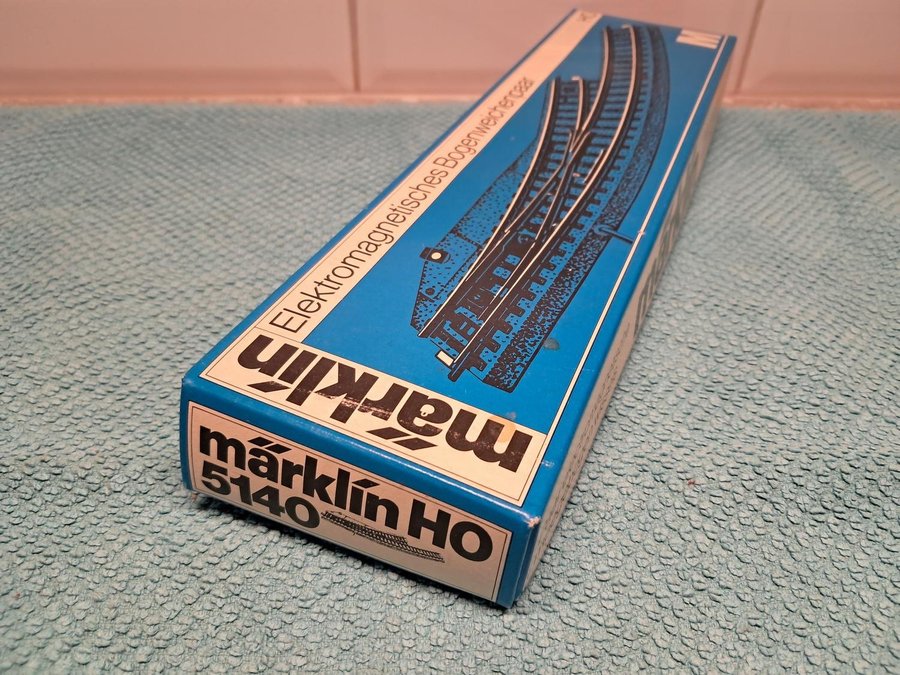 M
Elektromagnetisches Bogenweichenpaar
märklin
märklin HO
5140